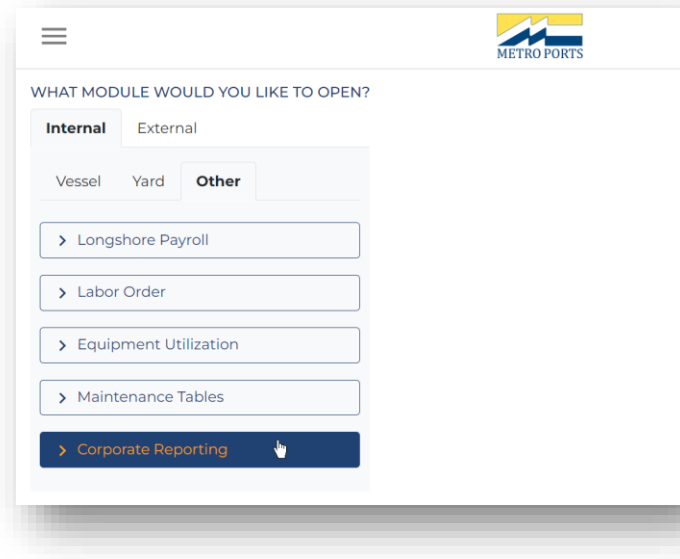 METRO PORTS
WHAT MODULE WOULD YOU LIKE TO OPEN?
Internal External
Vessel Yard Other
Longshore Payroll
Labor Order
Equipment Utilization
Maintenance Tables
Corporate Reporting